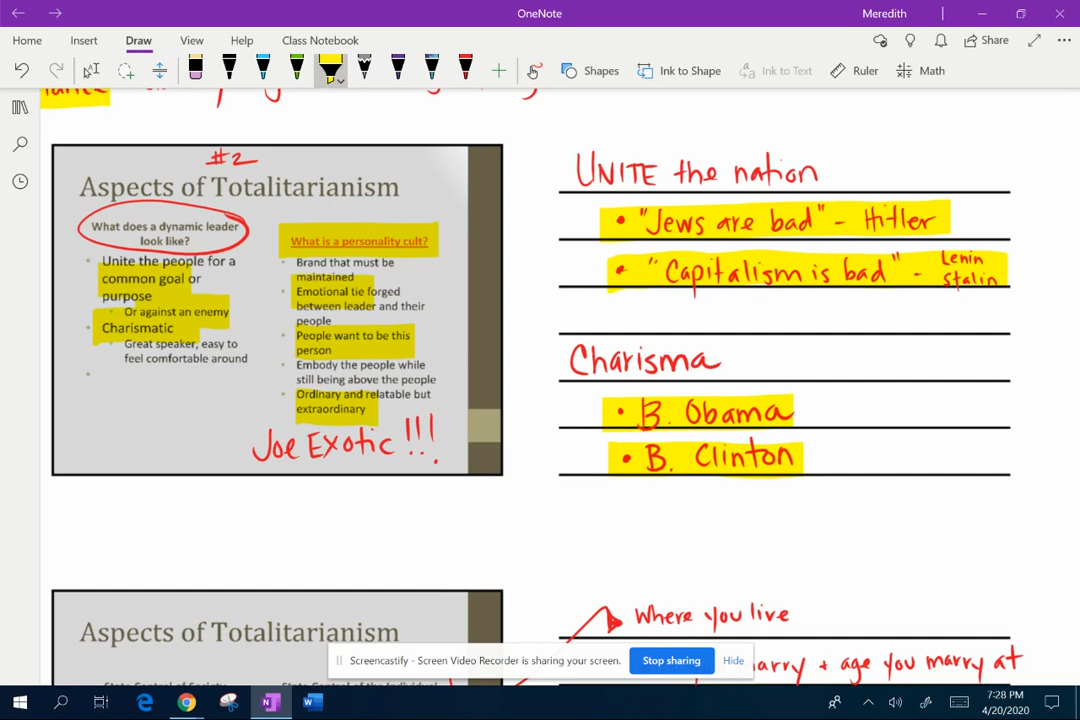 OneNote
Meredith
Home Insert Draw View Help Class Notebook
Share
Shapes Ink to Shape Ink to Text Ruler Math
#2
Aspects of Totalitarianism
What does a dynamic leader
look like?
Unite the people for a
common goal or
purpose
Or against an enemy
Charismatic
Great speaker, easy to
feel comfortable around
What is a personality cult?
Brand that must be
maintained
Emotional tie forged
between leader and their
people
People want to be this
person
Embody the people while
still being above the people
Ordinary and relatable but
extraordinary
Joe Exotic!!!
UNITE the nation
• "Jews are bad" - Hitler
• "Capitalism is bad" - Lenin
Stalin
Charisma
• B. Obama
• B. Clinton
Aspects of Totalitarianism
Where you live
marry + age you marry at
Screencastify - Screen Video Recorder is sharing your screen. Stop sharing Hide
7:28 PM
4/20/2020